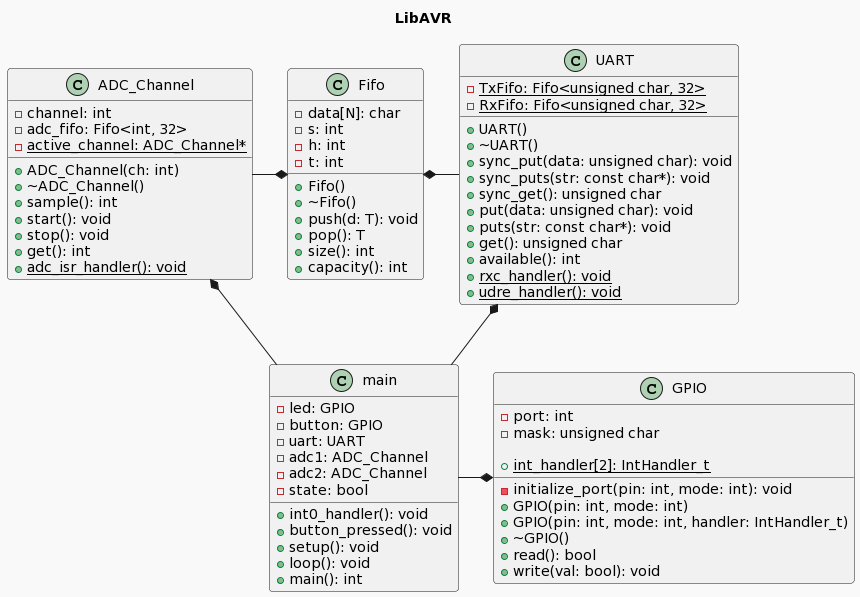 LibAVR
C ADC_Channel
channel: int
adc_fifo: Fifo<int, 32>
active_channel: ADC_Channel*
ADC_Channel(ch: int)
~ADC_Channel()
sample(): int
start(): void
stop(): void
get(): int
adc_isr_handler(): void
C Fifo
data[N]: char
s: int
h: int
t: int
Fifo()
~Fifo()
push(d: T): void
pop(): T
size(): int
capacity(): int
C UART
TxFifo: Fifo<unsigned char, 32>
RxFifo: Fifo<unsigned char, 32>
UART()
~UART()
sync_put(data: unsigned char): void
sync_puts(str: const char*): void
sync_get(): unsigned char
put(data: unsigned char): void
puts(str: const char*): void
get(): unsigned char
available(): int
rxc_handler(): void
udre_handler(): void
C main
led: GPIO
button: GPIO
uart: UART
adc1: ADC_Channel
adc2: ADC_Channel
state: bool
int0_handler(): void
button_pressed(): void
setup(): void
loop(): void
main(): int
C GPIO
port: int
mask: unsigned char
int_handler[2]: IntHandler_t
initialize_port(pin: int, mode: int): void
GPIO(pin: int, mode: int)
GPIO(pin: int, mode: int, handler: IntHandler_t)
~GPIO()
read(): bool
write(val: bool): void